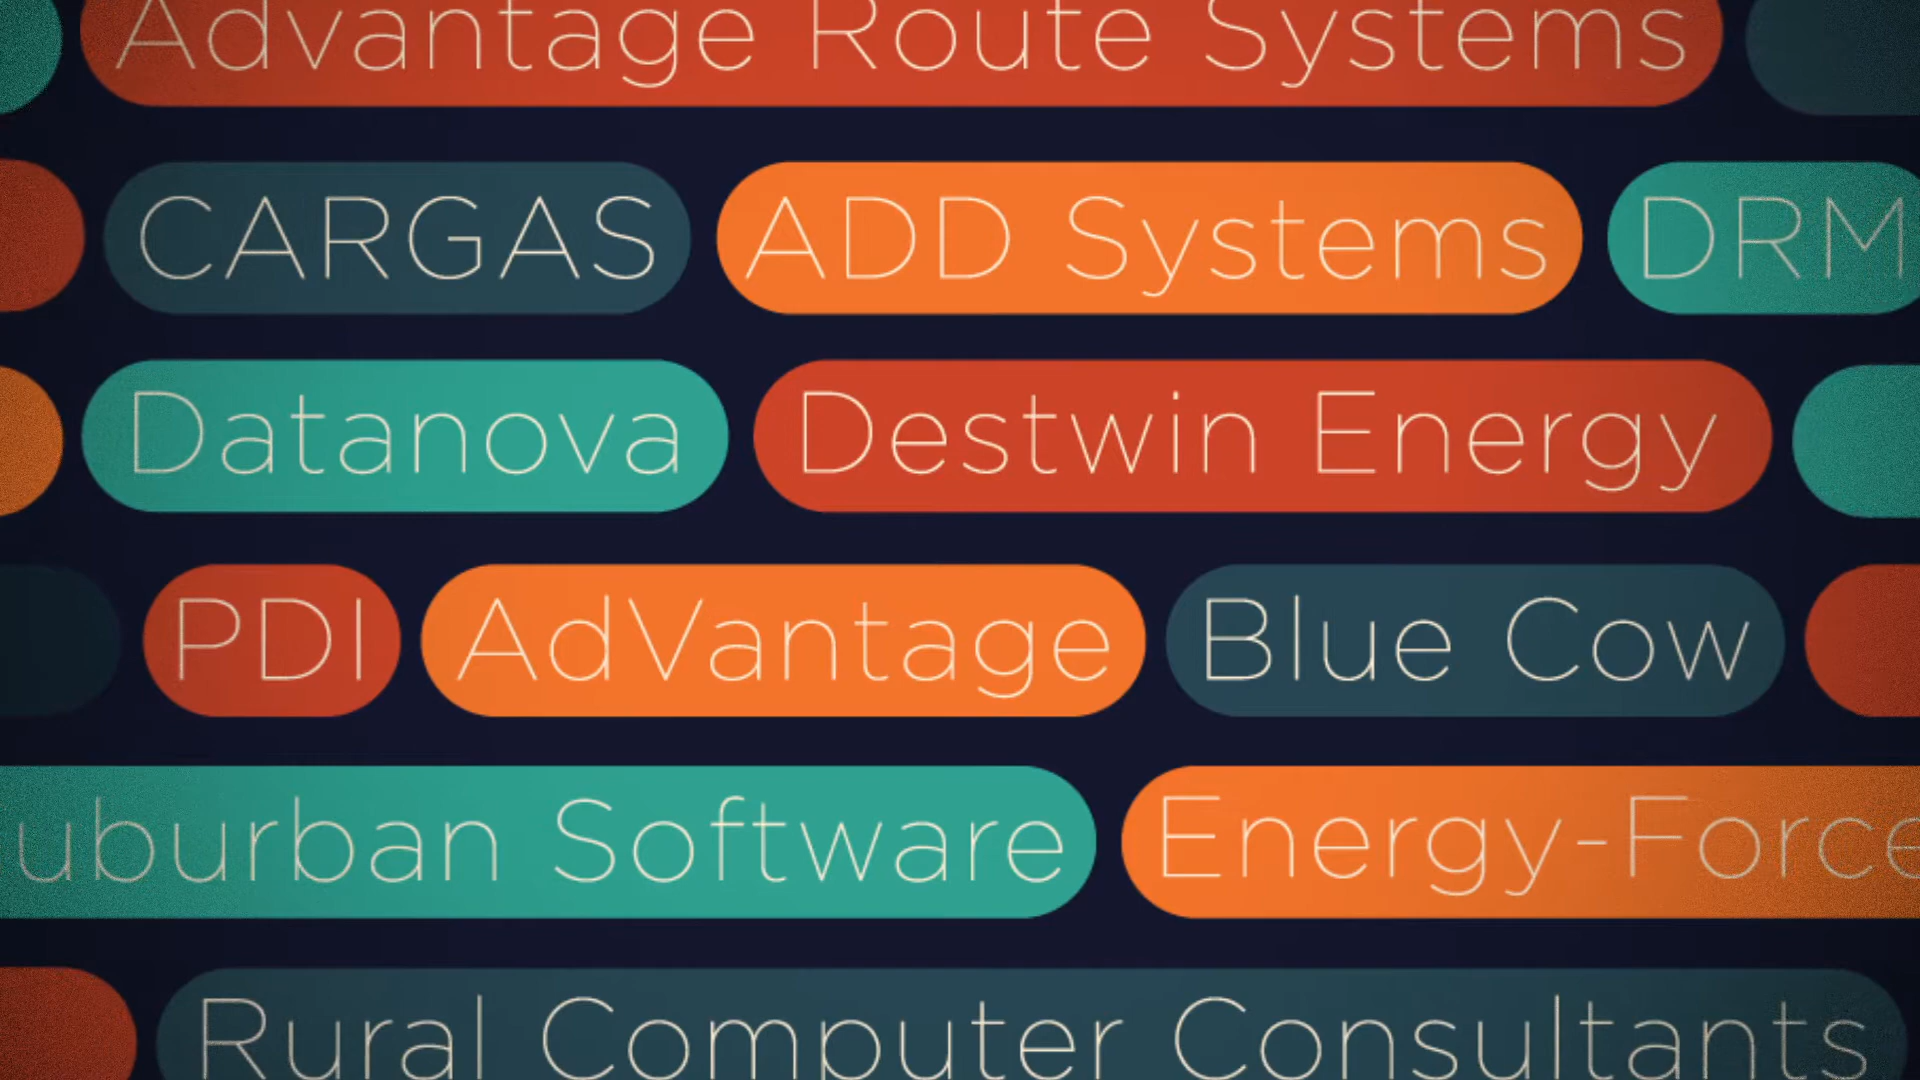 Advantage Route Systems
CARGAS ADD Systems DRM
Datanova Destwin Energy
PDI AdVantage Blue Cow
uburban Software Energy-Force
Rural Computer Consultants